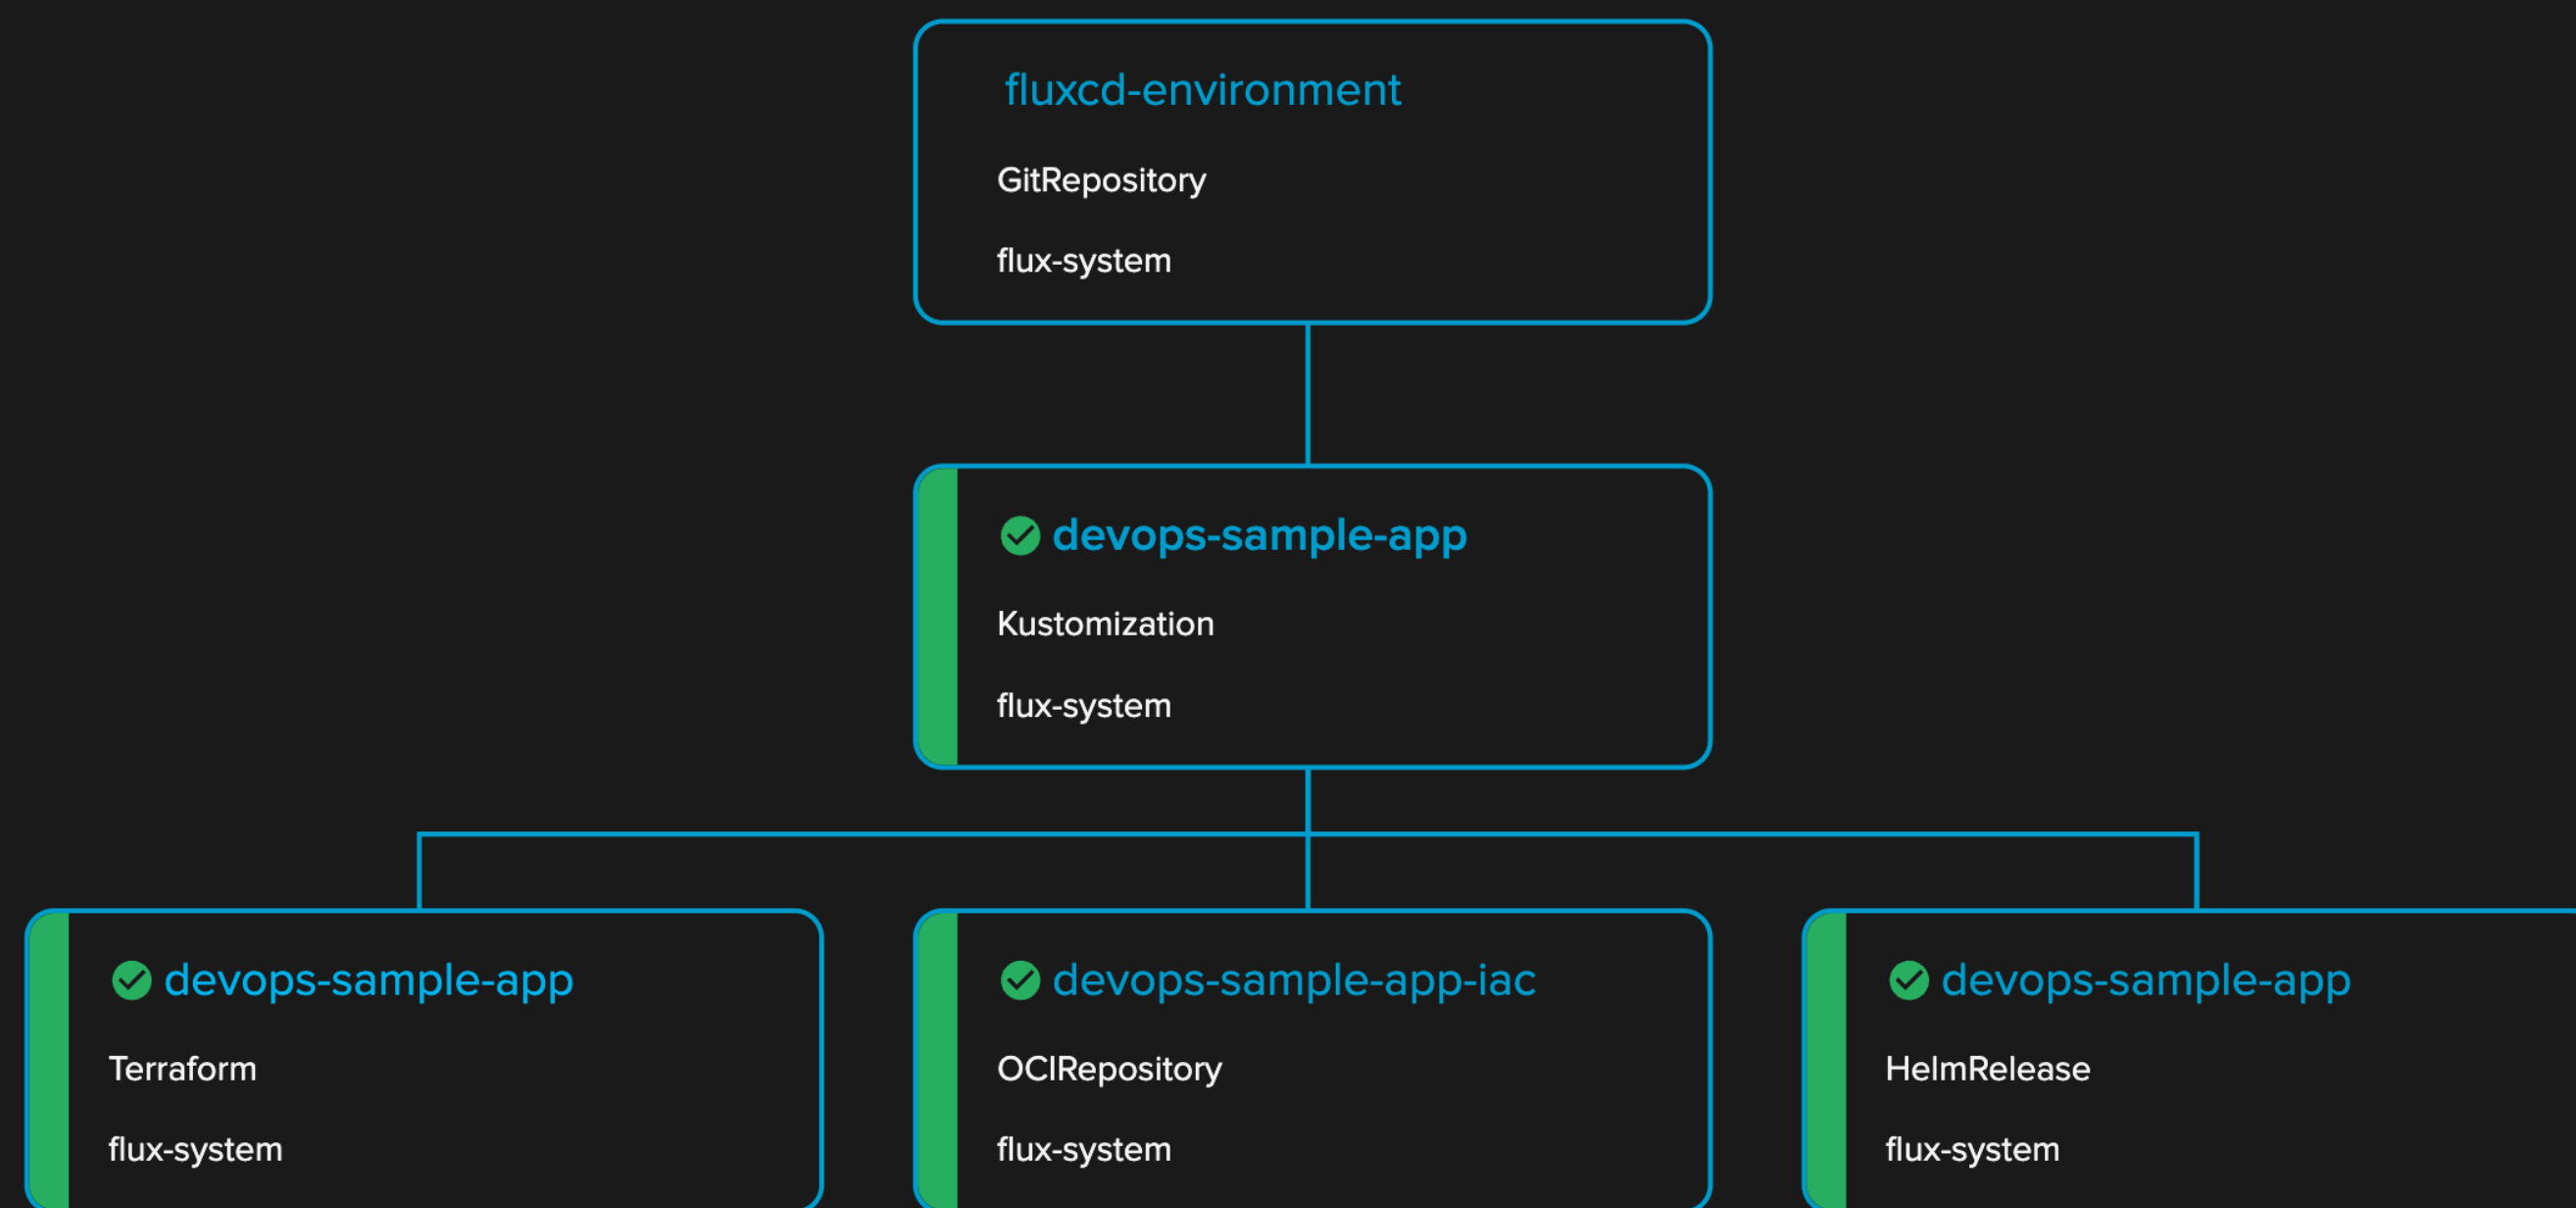 fluxcd-environment
GitRepository
flux-system
devops-sample-app
Kustomization
flux-system
devops-sample-app
Terraform
flux-system
devops-sample-app-iac
OCIRepository
flux-system
devops-sample-app
HelmRelease
flux-system